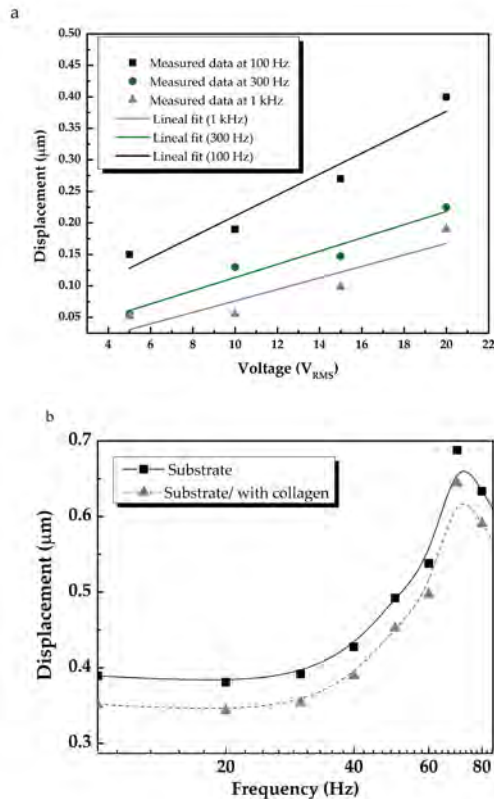 a
0.50
0.45
0.40
0.35
0.30
0.25
0.20
0.15
0.10
0.05
Displacement (μm)
Measured data at 100 Hz
Measured data at 300 Hz
Measured data at 1 kHz
Lineal fit (1 kHz)
Lineal fit (300 Hz)
Lineal fit (100 Hz)
4 6 8 10 12 14 16 18 20 22
Voltage (V_RMS)
b
0.7
0.6
0.5
0.4
0.3
Displacement (μm)
Substrate
Substrate/ with collagen
20 40 60 80
Frequency (Hz)